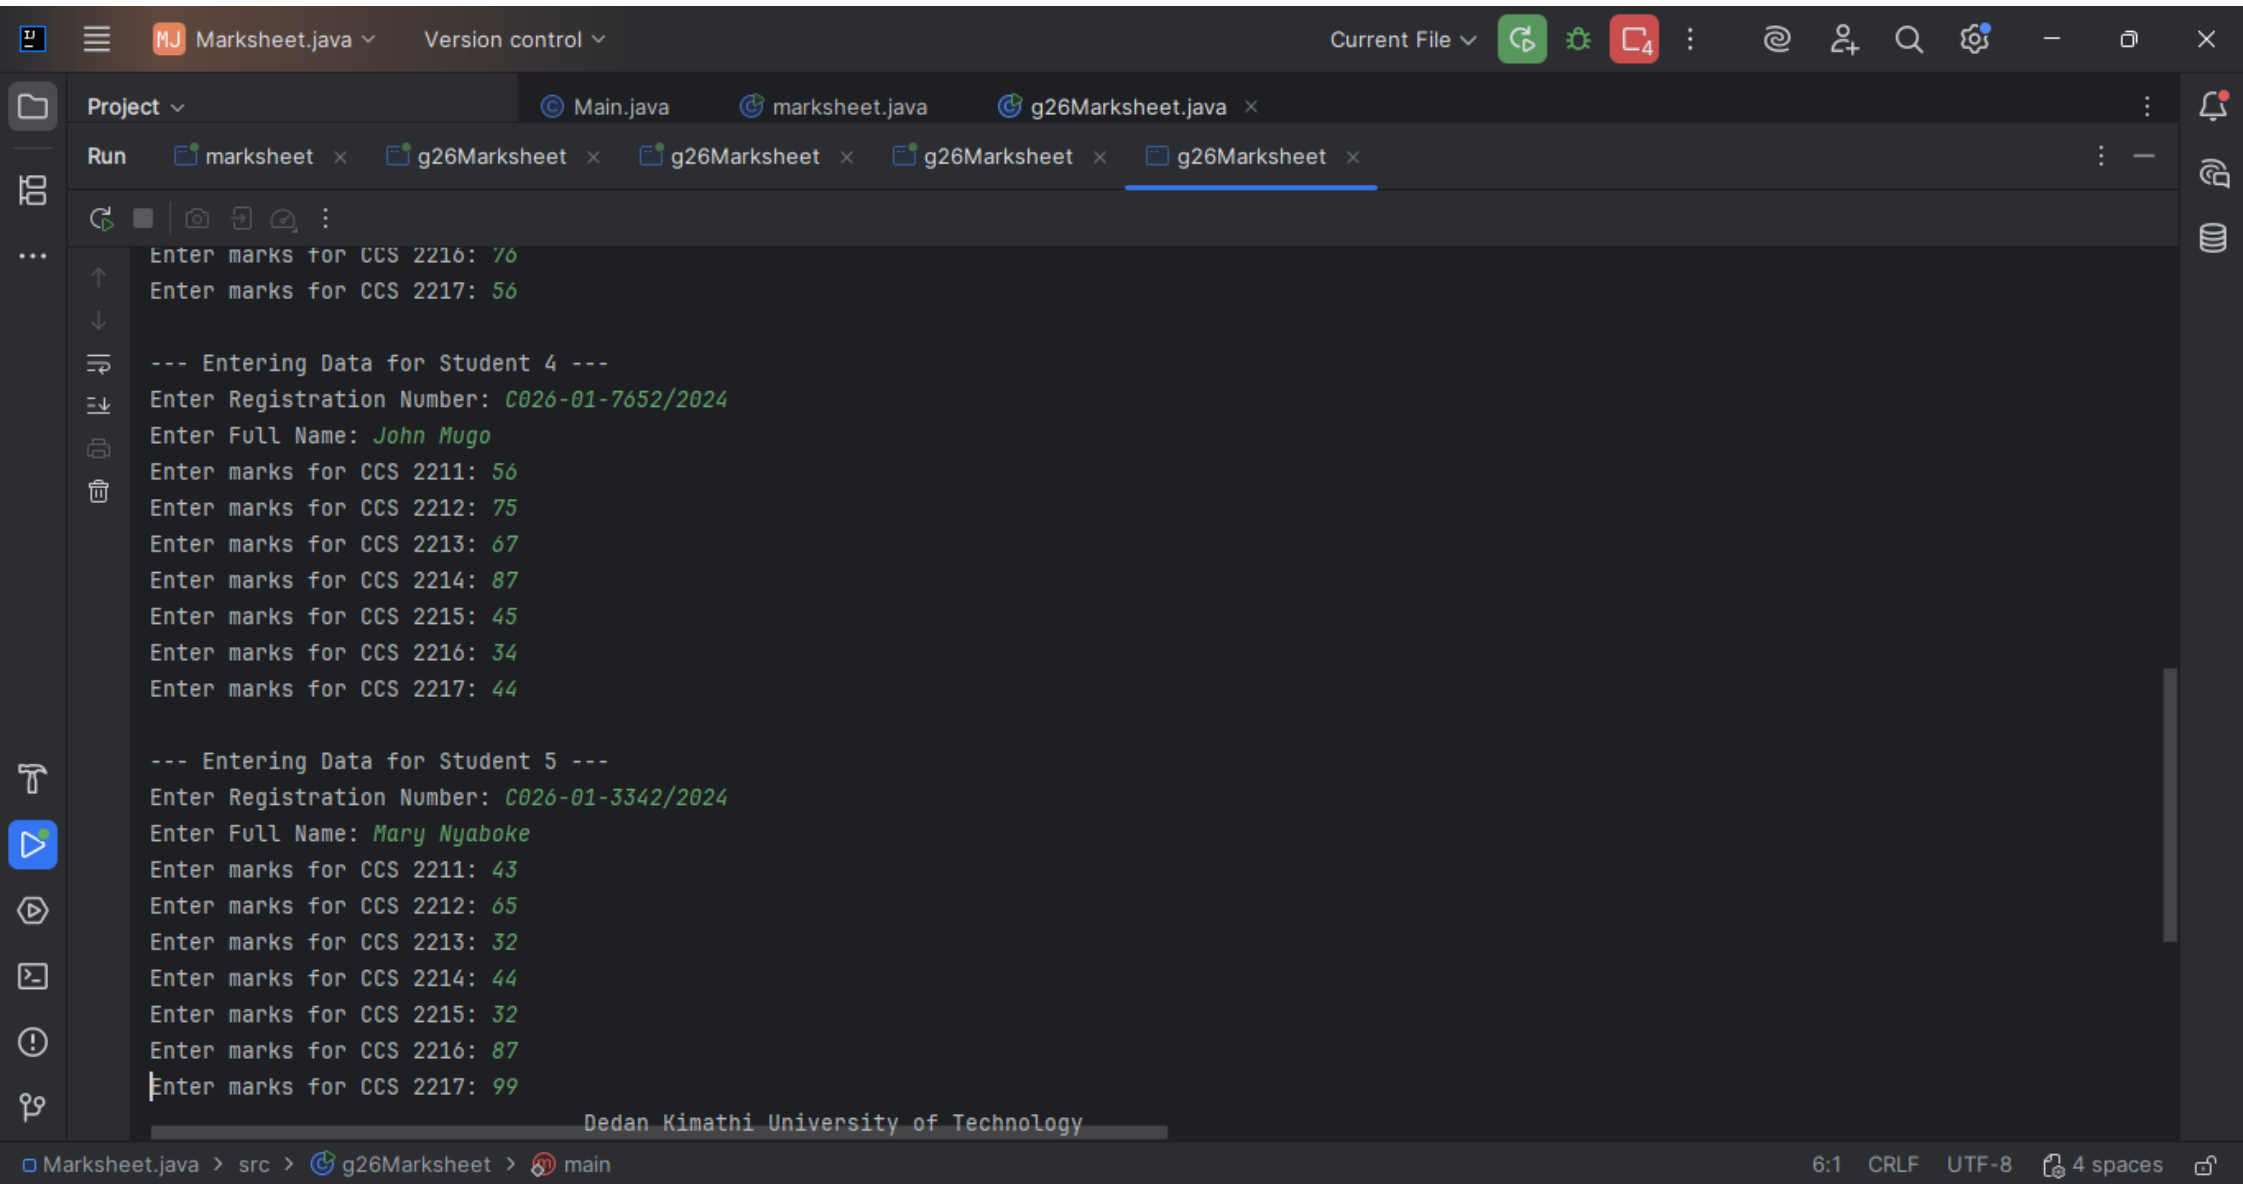 MJ Marksheet.java Version control Current File 4
Project Main.java marksheet.java g26Marksheet.java
Run marksheet g26Marksheet g26Marksheet g26Marksheet g26Marksheet
Enter marks for CCS 2216: 76
Enter marks for CCS 2217: 56
--- Entering Data for Student 4 ---
Enter Registration Number: C026-01-7652/2024
Enter Full Name: John Mugo
Enter marks for CCS 2211: 56
Enter marks for CCS 2212: 75
Enter marks for CCS 2213: 67
Enter marks for CCS 2214: 87
Enter marks for CCS 2215: 45
Enter marks for CCS 2216: 34
Enter marks for CCS 2217: 44
--- Entering Data for Student 5 ---
Enter Registration Number: C026-01-3342/2024
Enter Full Name: Mary Nyaboke
Enter marks for CCS 2211: 43
Enter marks for CCS 2212: 65
Enter marks for CCS 2213: 32
Enter marks for CCS 2214: 44
Enter marks for CCS 2215: 32
Enter marks for CCS 2216: 87
Enter marks for CCS 2217: 99
Dedan Kimathi University of Technology
Marksheet.java > src > g26Marksheet > main 6:1 CRLF UTF-8 4 spaces